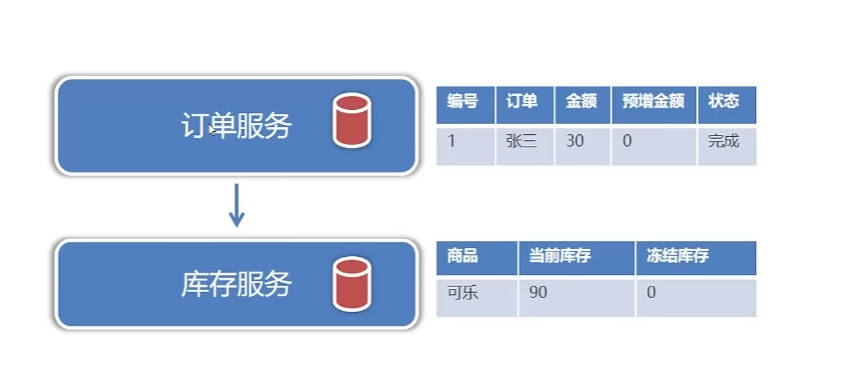 订单服务
编号 订单 金额 预增金额 状态
1 张三 30 0 完成
库存服务
商品 当前库存 冻结库存
可乐 90 0